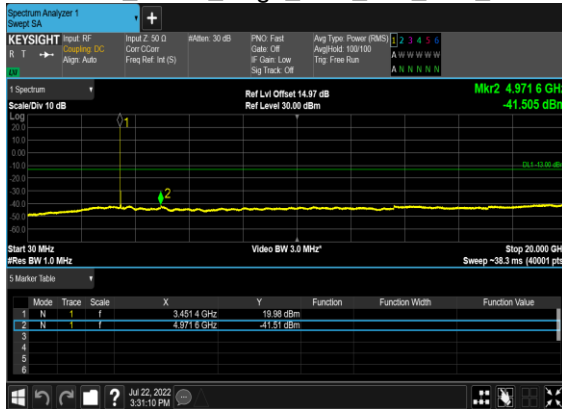 Spectrum Analyzer 1
Swept SA
+
KEYSIGHT Input: RF Input Z: 50 Ω #Atten: 30 dB PNO: Fast Avg Type: Power (RMS) 1 2 3 4 5 6
R T Coupling: DC Corr CCorr Gate: Off Avg|Hold: 100/100 A W W W W W
Align: Auto Freq Ref: Int (S) IF Gain: Low Trig: Free Run
Sig Track: Off A N N N N N
1 Spectrum Ref Lvl Offset 14.97 dB Mkr2 4.971 6 GHz
Scale/Div 10 dB Ref Level 30.00 dBm -41.505 dBm
Log
20.0
10.0
0.00
-10.0
-20.0
-30.0
-40.0
-50.0
-60.0
1
2
DL1 -13.00 dBm
Start 30 MHz Video BW 3.0 MHz* Stop 20.000 GHz
#Res BW 1.0 MHz Sweep ~38.3 ms (40001 pts)
5 Marker Table
Mode Trace Scale X Y Function Function Width Function Value
1 N 1 f 3.451 4 GHz 19.98 dBm
2 N 1 f 4.971 6 GHz -41.51 dBm
3
4
5
6
? Jul 22, 2022
3:31:10 PM